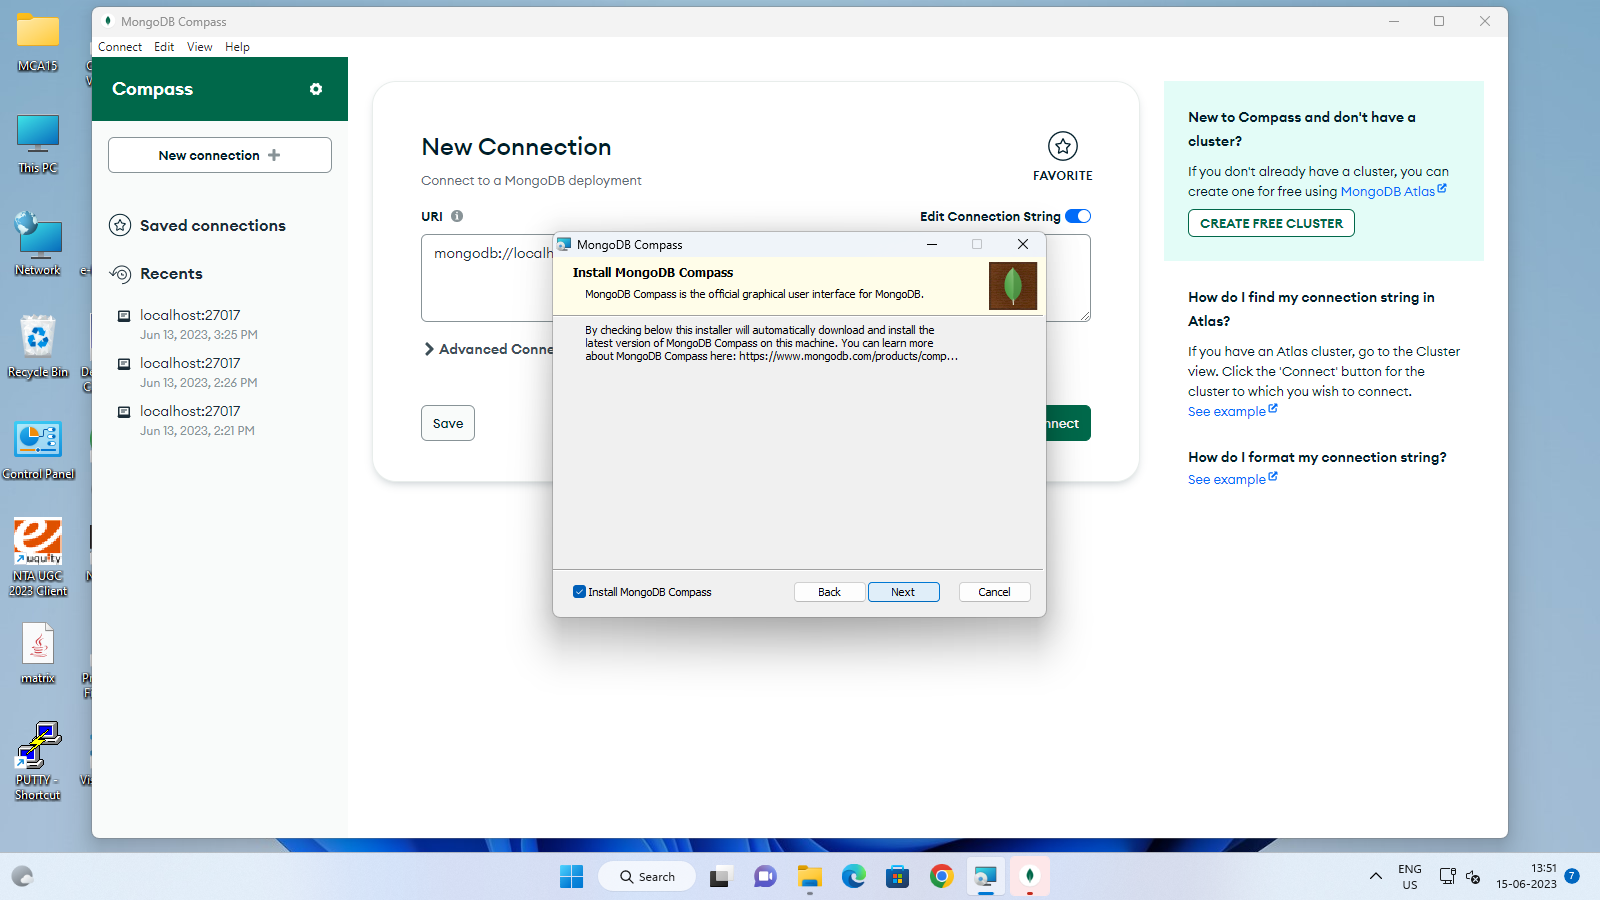 MongoDB Compass
Connect Edit View Help
Compass
New connection
Saved connections
Recents
localhost:27017
Jun 13, 2023, 3:25 PM
localhost:27017
Jun 13, 2023, 2:26 PM
localhost:27017
Jun 13, 2023, 2:21 PM
New Connection
Connect to a MongoDB deployment
FAVORITE
URI
Edit Connection String
mongodb://localh
Advanced Conne
Save
nnect
MongoDB Compass
Install MongoDB Compass
MongoDB Compass is the official graphical user interface for MongoDB.
By checking below this installer will automatically download and install the
latest version of MongoDB Compass on this machine. You can learn more
about MongoDB Compass here: https://www.mongodb.com/products/comp...
Install MongoDB Compass
Back
Next
Cancel
New to Compass and don't have a
cluster?
If you don't already have a cluster, you can
create one for free using MongoDB Atlas
CREATE FREE CLUSTER
How do I find my connection string in
Atlas?
If you have an Atlas cluster, go to the Cluster
view. Click the 'Connect' button for the
cluster to which you wish to connect.
See example
How do I format my connection string?
See example
MCA15
This PC
Network
Recycle Bin
Control Panel
NTA UGC
2023 Client
matrix
PUTTY -
Shortcut
Search
ENG
US
13:51
15-06-2023
7